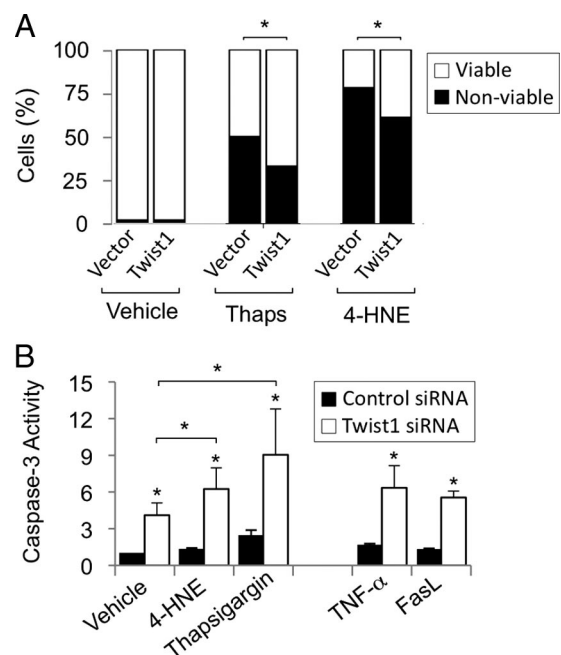 A
*
*
100
75
50
25
0
Cells (%)
Viable
Non-viable
Vector
Twist1
Vector
Twist1
Vector
Twist1
Vehicle
Thaps
4-HNE
B
*
*
*
*
*
*
*
15
12
9
6
3
0
Caspase-3 Activity
Control siRNA
Twist1 siRNA
Vehicle
4-HNE
Thapsigargin
TNF-α
FasL